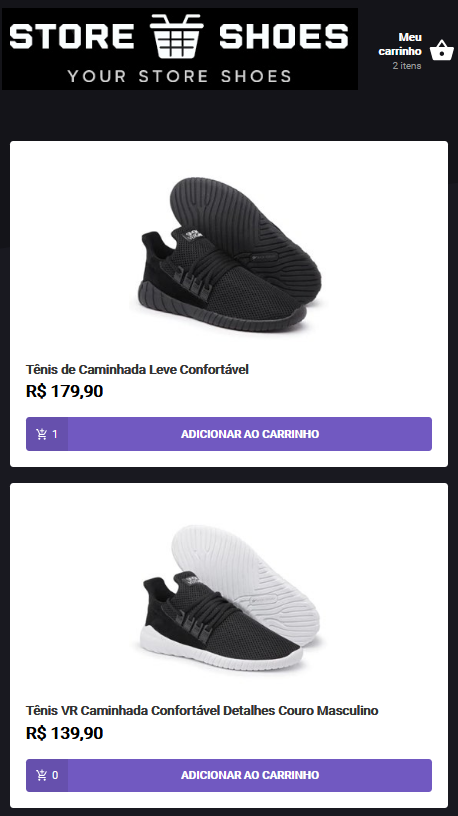 STORE SHOES
YOUR STORE SHOES
Meu
carrinho
2 itens
Tênis de Caminhada Leve Confortável
R$ 179,90
1 ADICIONAR AO CARRINHO
Tênis VR Caminhada Confortável Detalhes Couro Masculino
R$ 139,90
0 ADICIONAR AO CARRINHO